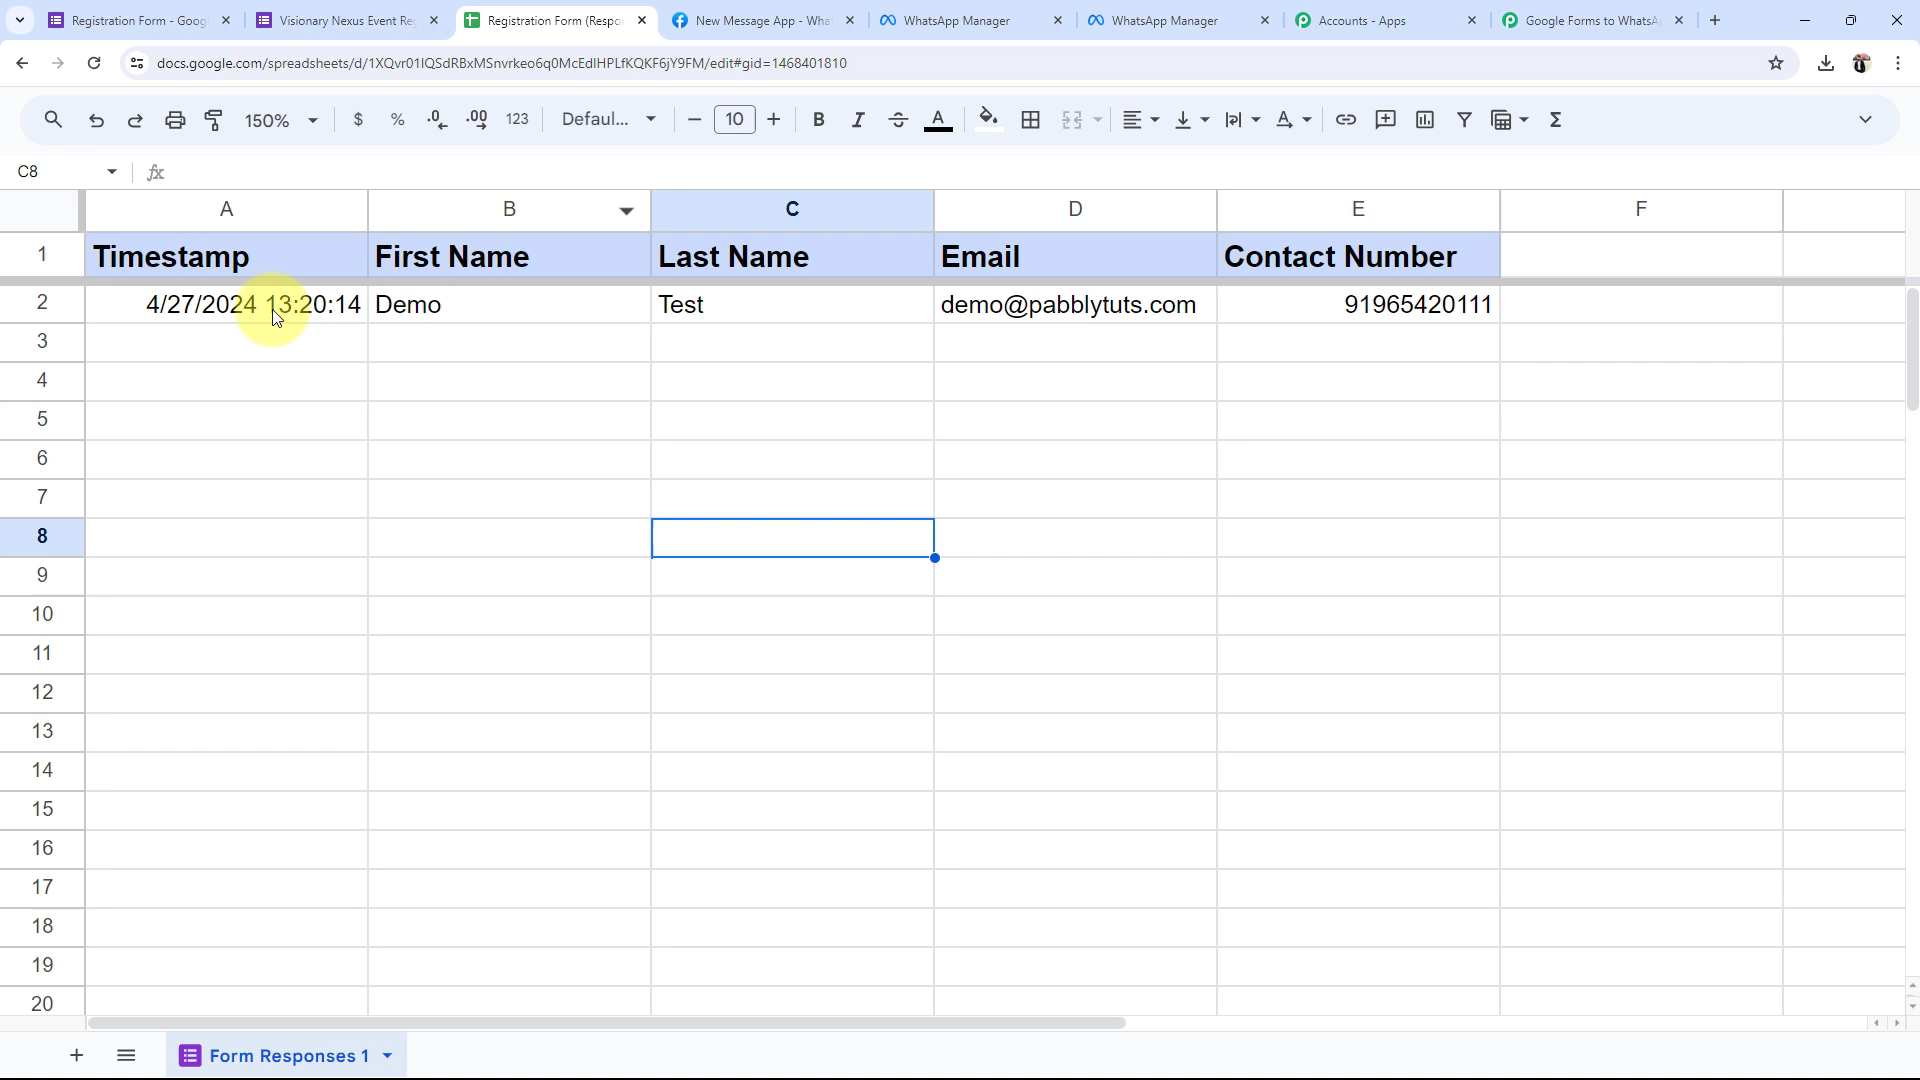 Registration Form - Goog
Visionary Nexus Event Re
Registration Form (Respo
New Message App - Wha
WhatsApp Manager
WhatsApp Manager
Accounts - Apps
Google Forms to WhatsA
docs.google.com/spreadsheets/d/1XQvr01IQSdRBxMSnvrkeo6q0McEdIHPLfKQKF6jY9FM/edit#gid=1468401810
150% $ % .0 .00 123 Defaul... 10 B I S A
C8 fx
A B C D E F
1 Timestamp First Name Last Name Email Contact Number
2 4/27/2024 13:20:14 Demo Test demo@pabblytuts.com 91965420111
3
4
5
6
7
8
9
10
11
12
13
14
15
16
17
18
19
20
Form Responses 1